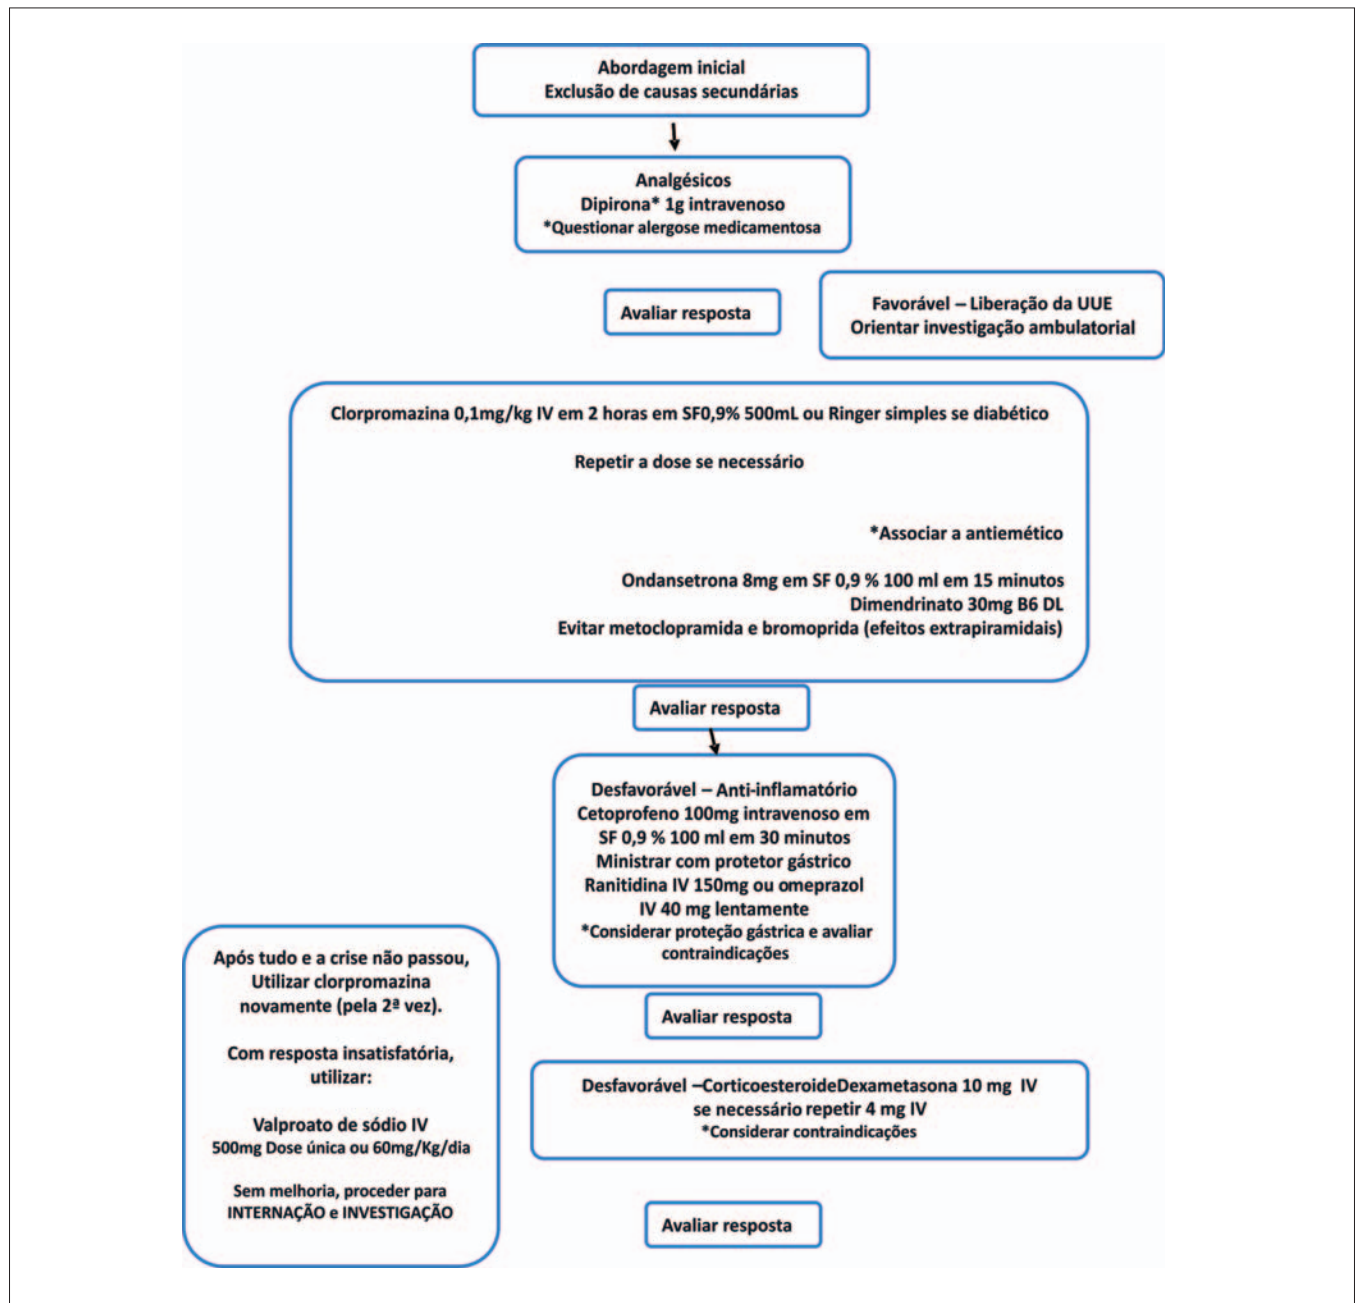 Abordagem inicial
Exclusão de causas secundárias
Analgésicos
Dipirona* 1g intravenoso
*Questionar alergose medicamentosa
Avaliar resposta
Favorável – Liberação da UUE
Orientar investigação ambulatorial
Clorpromazina 0,1mg/kg IV em 2 horas em SF0,9% 500mL ou Ringer simples se diabético
Repetir a dose se necessário
*Associar a antiemético
Ondansetrona 8mg em SF 0,9 % 100 ml em 15 minutos
Dimendrinato 30mg B6 DL
Evitar metoclopramida e bromoprida (efeitos extrapiramidais)
Avaliar resposta
Desfavorável – Anti-inflamatório
Cetoprofeno 100mg intravenoso em
SF 0,9 % 100 ml em 30 minutos
Ministrar com protetor gástrico
Ranitidina IV 150mg ou omeprazol
IV 40 mg lentamente
*Considerar proteção gástrica e avaliar
contraindicações
Avaliar resposta
Desfavorável –CorticoesteroideDexametasona 10 mg IV
se necessário repetir 4 mg IV
*Considerar contraindicações
Avaliar resposta
Após tudo e a crise não passou,
Utilizar clorpromazina
novamente (pela 2ª vez).
Com resposta insatisfatória,
utilizar:
Valproato de sódio IV
500mg Dose única ou 60mg/Kg/dia
Sem melhoria, proceder para
INTERNAÇÃO e INVESTIGAÇÃO